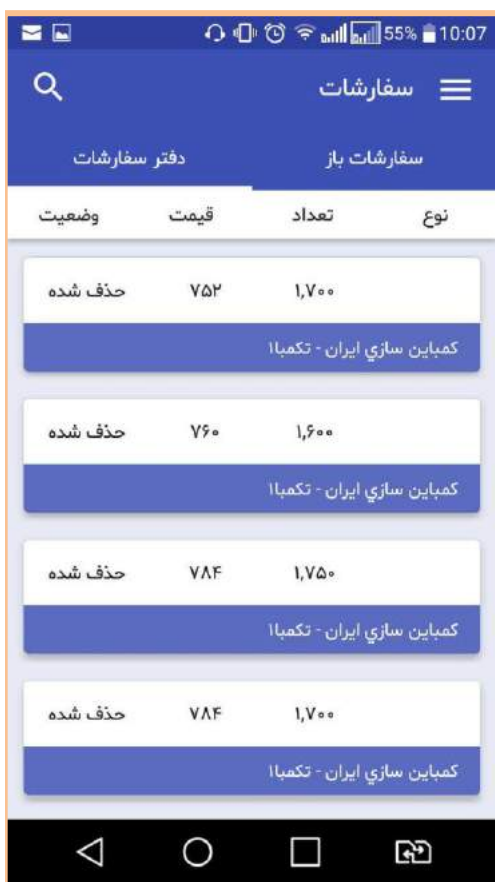 55% 10:07
سفارشات
سفارشات باز دفتر سفارشات
نوع تعداد قیمت وضعیت
۱,۷۰۰ ۷۵۲ حذف شده
کمباین سازي ایران - تکمبا۱
۱,۶۰۰ ۷۶۰ حذف شده
کمباین سازي ایران - تکمبا۱
۱,۷۵۰ ۷۸۴ حذف شده
کمباین سازي ایران - تکمبا۱
۱,۷۰۰ ۷۸۴ حذف شده
کمباین سازي ایران - تکمبا۱